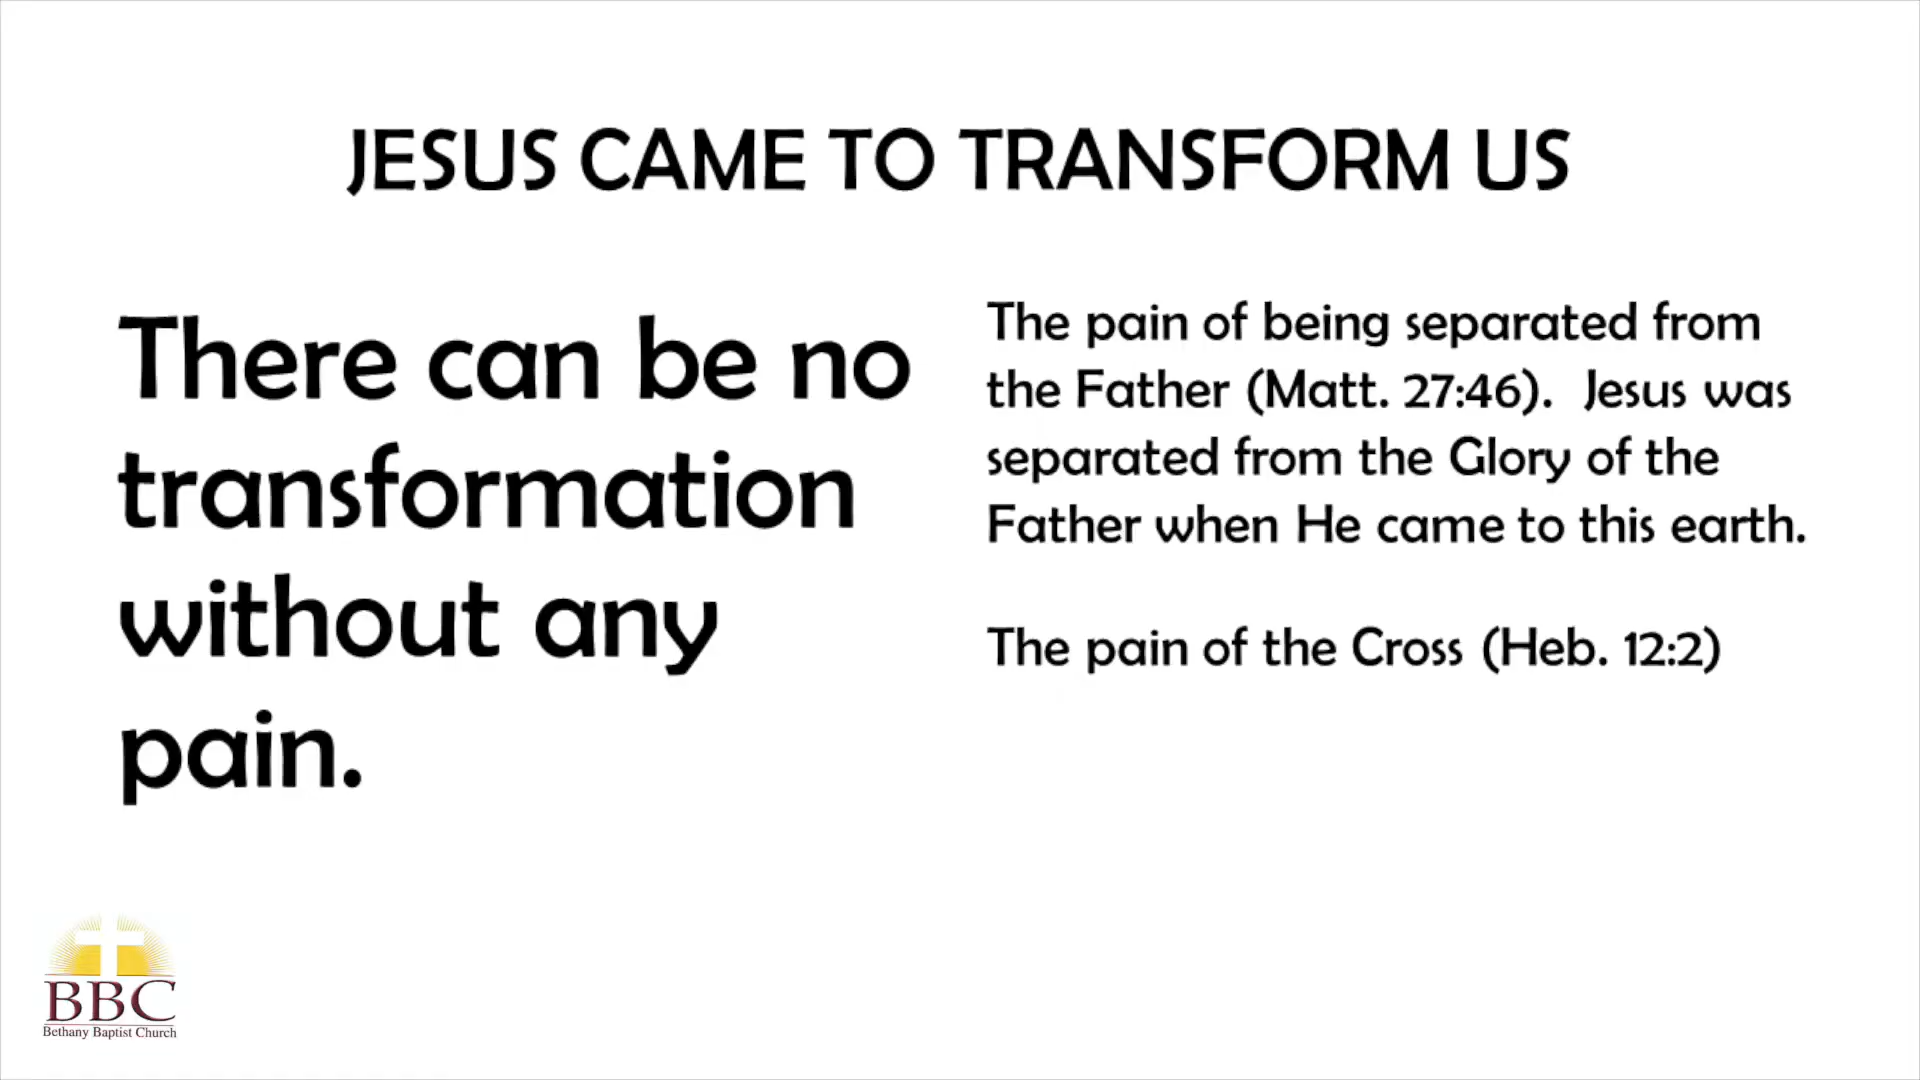 JESUS CAME TO TRANSFORM US
There can be no
transformation
without any
pain.
The pain of being separated from
the Father (Matt. 27:46).  Jesus was
separated from the Glory of the
Father when He came to this earth.
The pain of the Cross (Heb. 12:2)
BBC
Bethany Baptist Church